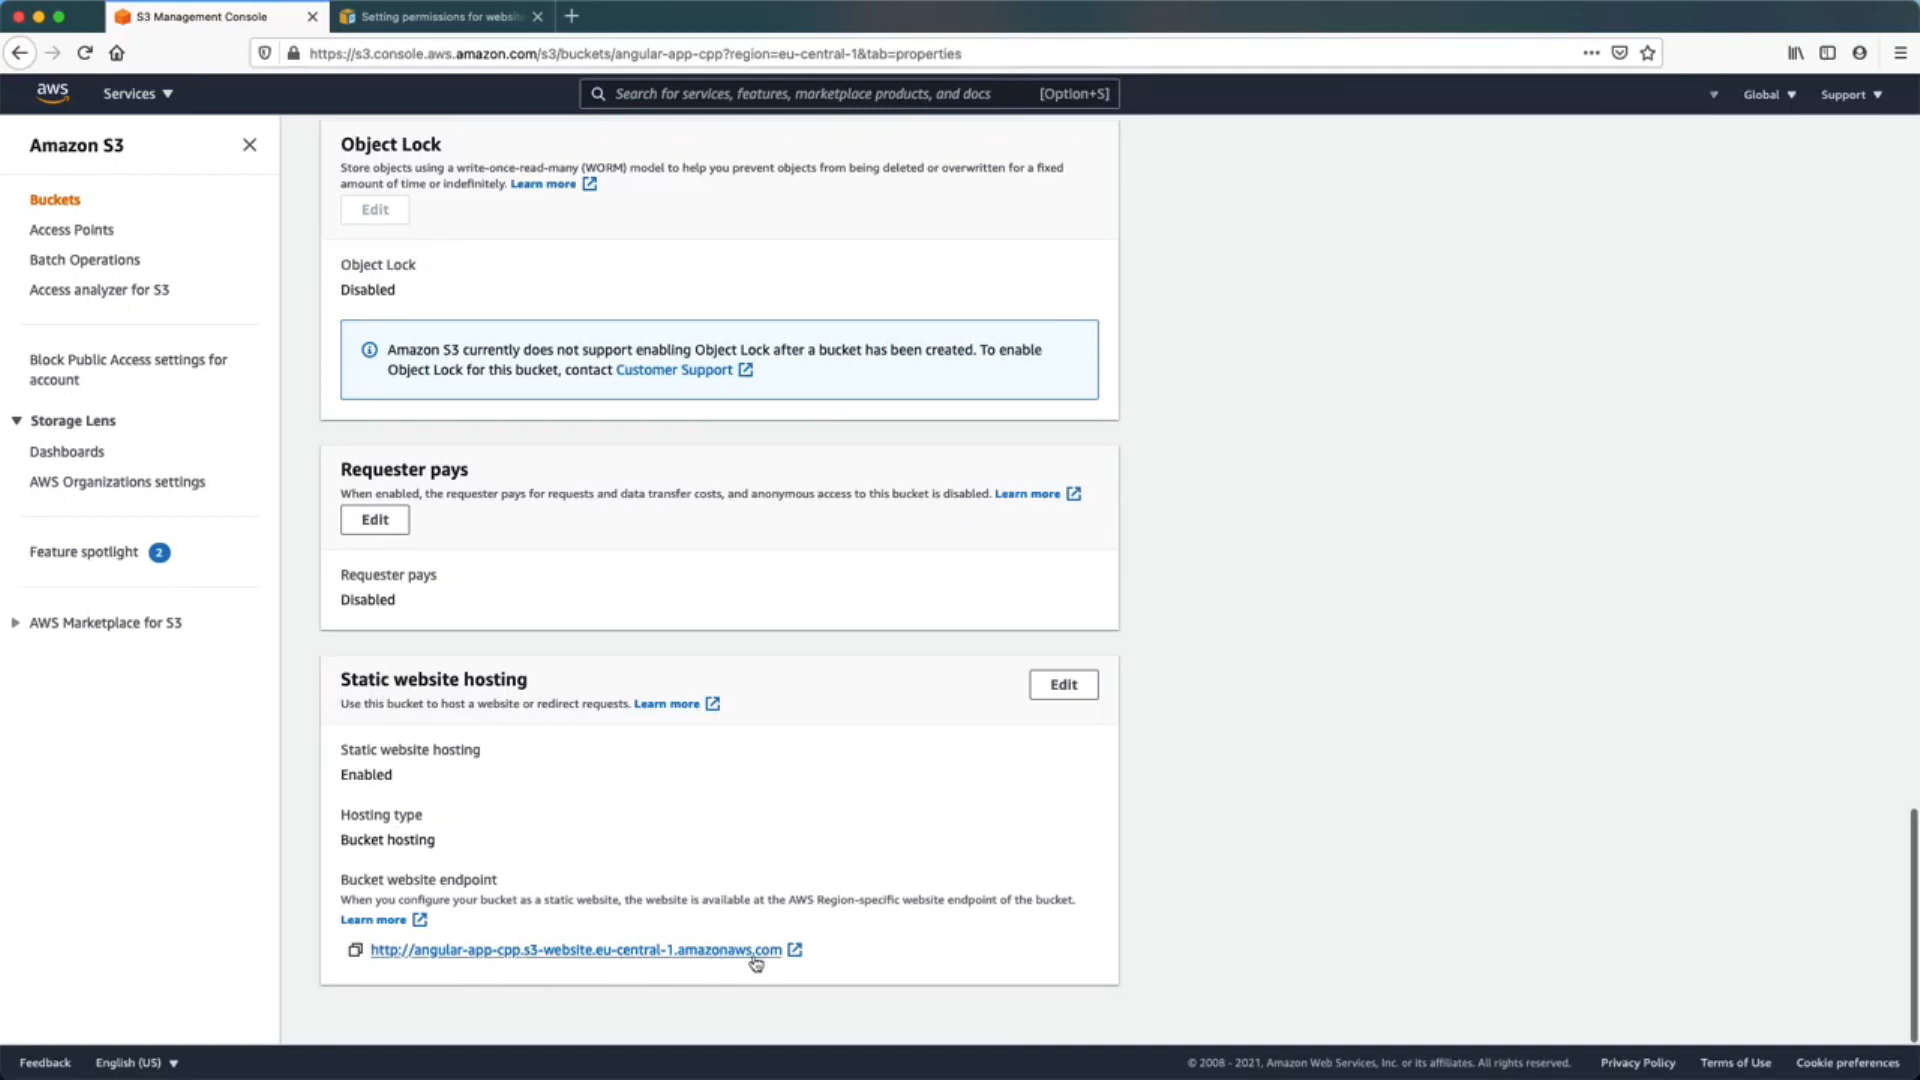 S3 Management Console
Setting permissions for websit
https://s3.console.aws.amazon.com/s3/buckets/angular-app-cpp?region=eu-central-1&tab=properties
aws
Services
Search for services, features, marketplace products, and docs [Option+S]
Global
Support
Amazon S3
Buckets
Access Points
Batch Operations
Access analyzer for S3
Block Public Access settings for
account
Storage Lens
Dashboards
AWS Organizations settings
Feature spotlight 2
AWS Marketplace for S3
Object Lock
Store objects using a write-once-read-many (WORM) model to help you prevent objects from being deleted or overwritten for a fixed
amount of time or indefinitely. Learn more
Edit
Object Lock
Disabled
Amazon S3 currently does not support enabling Object Lock after a bucket has been created. To enable
Object Lock for this bucket, contact Customer Support
Requester pays
When enabled, the requester pays for requests and data transfer costs, and anonymous access to this bucket is disabled. Learn more
Edit
Requester pays
Disabled
Static website hosting
Edit
Use this bucket to host a website or redirect requests. Learn more
Static website hosting
Enabled
Hosting type
Bucket hosting
Bucket website endpoint
When you configure your bucket as a static website, the website is available at the AWS Region-specific website endpoint of the bucket.
Learn more
http://angular-app-cpp.s3-website.eu-central-1.amazonaws.com
Feedback
English (US)
© 2008 - 2021, Amazon Web Services, Inc. or its affiliates. All rights reserved.
Privacy Policy
Terms of Use
Cookie preferences